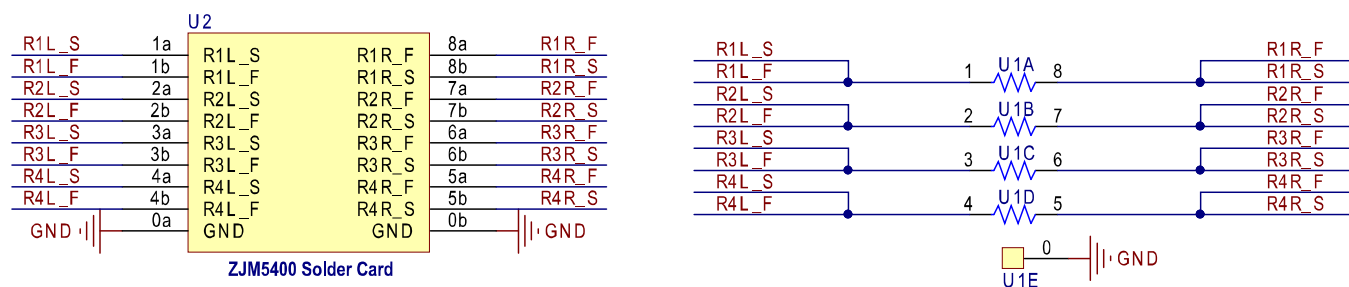 U2
R1L_S 1a R1L_S R1R_F 8a R1R_F
R1L_F 1b R1L_F R1R_S 8b R1R_S
R2L_S 2a R2L_S R2R_F 7a R2R_F
R2L_F 2b R2L_F R2R_S 7b R2R_S
R3L_S 3a R3L_S R3R_F 6a R3R_F
R3L_F 3b R3L_F R3R_S 6b R3R_S
R4L_S 4a R4L_S R4R_F 5a R4R_F
R4L_F 4b R4L_F R4R_S 5b R4R_S
GND 0a GND GND 0b GND
ZJM5400 Solder Card
R1L_S R1R_F
R1L_F 1 U1A 8 R1R_S
R2L_S R2R_F
R2L_F 2 U1B 7 R2R_S
R3L_S R3R_F
R3L_F 3 U1C 6 R3R_S
R4L_S R4R_F
R4L_F 4 U1D 5 R4R_S
0 GND
U1E